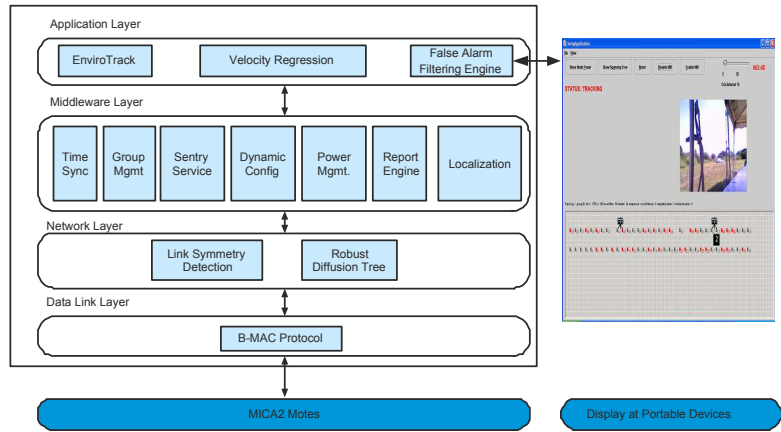 Application Layer
EnviroTrack
Velocity Regression
False Alarm
Filtering Engine
Middleware Layer
Time
Sync
Group
Mgmt
Sentry
Service
Dynamic
Config
Power
Mgmt.
Report
Engine
Localization
Network Layer
Link Symmetry
Detection
Robust
Diffusion Tree
Data Link Layer
B-MAC Protocol
MICA2 Motes
STATUS: TRACKING
Display at Portable Devices